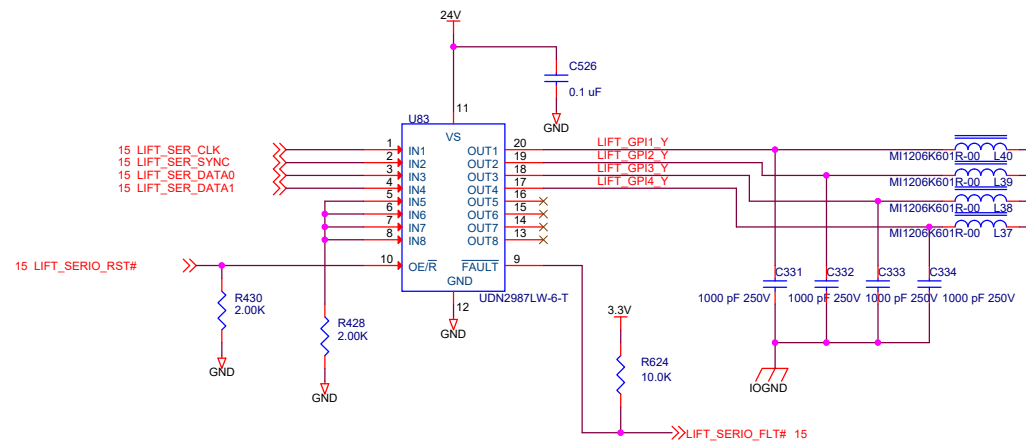 24V
C526
0.1 uF
GND
U83
11
VS
15 LIFT_SER_CLK
1
IN1
OUT1
20
LIFT_GPI1_Y
15 LIFT_SER_SYNC
2
IN2
OUT2
19
LIFT_GPI2_Y
MI1206K601R-00
L40
15 LIFT_SER_DATA0
3
IN3
OUT3
18
LIFT_GPI3_Y
MI1206K601R-00
L39
15 LIFT_SER_DATA1
4
IN4
OUT4
17
LIFT_GPI4_Y
MI1206K601R-00
L38
5
IN5
OUT5
16
6
IN6
OUT6
15
7
IN7
OUT7
14
MI1206K601R-00
L37
8
IN8
OUT8
13
15 LIFT_SERIO_RST#
10
OE/R
FAULT
9
GND
UDN2987LW-6-T
12
GND
C331
1000 pF 250V
C332
1000 pF 250V
C333
1000 pF 250V
C334
1000 pF 250V
R430
2.00K
GND
R428
2.00K
GND
3.3V
R624
10.0K
IOGND
LIFT_SERIO_FLT# 15